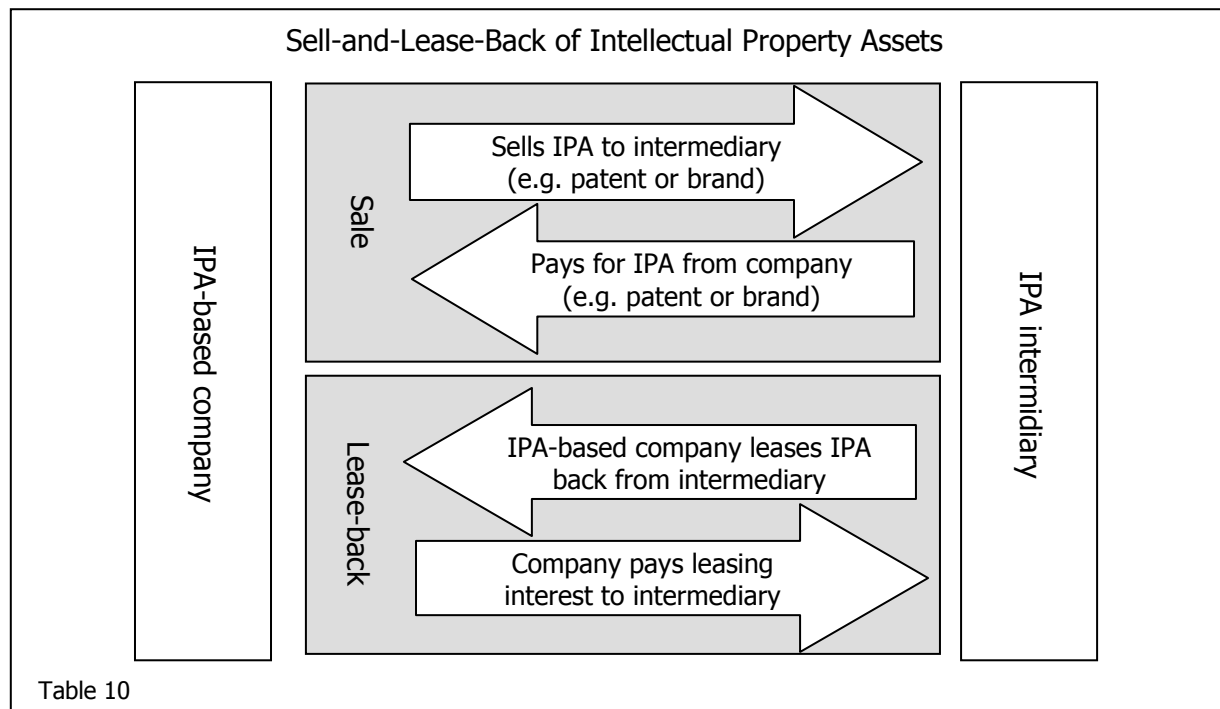 Sell-and-Lease-Back of Intellectual Property Assets
IPA-based company
Sale
Sells IPA to intermediary
(e.g. patent or brand)
Pays for IPA from company
(e.g. patent or brand)
Lease-back
IPA-based company leases IPA
back from intermediary
Company pays leasing
interest to intermediary
IPA intermidiary
Table 10